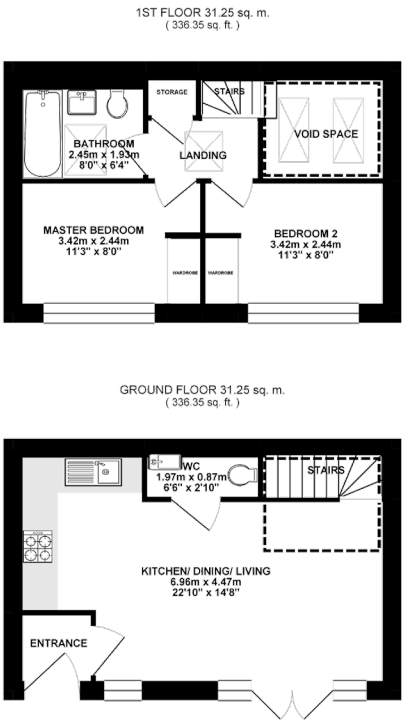 1ST FLOOR 31.25 sq. m.
( 336.35 sq. ft. )
STORAGE
STAIRS
VOID SPACE
BATHROOM
2.45m x 1.93m
8'0" x 6'4"
LANDING
MASTER BEDROOM
3.42m x 2.44m
11'3" x 8'0"
BEDROOM 2
3.42m x 2.44m
11'3" x 8'0"
WARDROBE
WARDROBE
GROUND FLOOR 31.25 sq. m.
( 336.35 sq. ft. )
WC
1.97m x 0.87m
6'6" x 2'10"
STAIRS
KITCHEN/ DINING/ LIVING
6.96m x 4.47m
22'10" x 14'8"
ENTRANCE